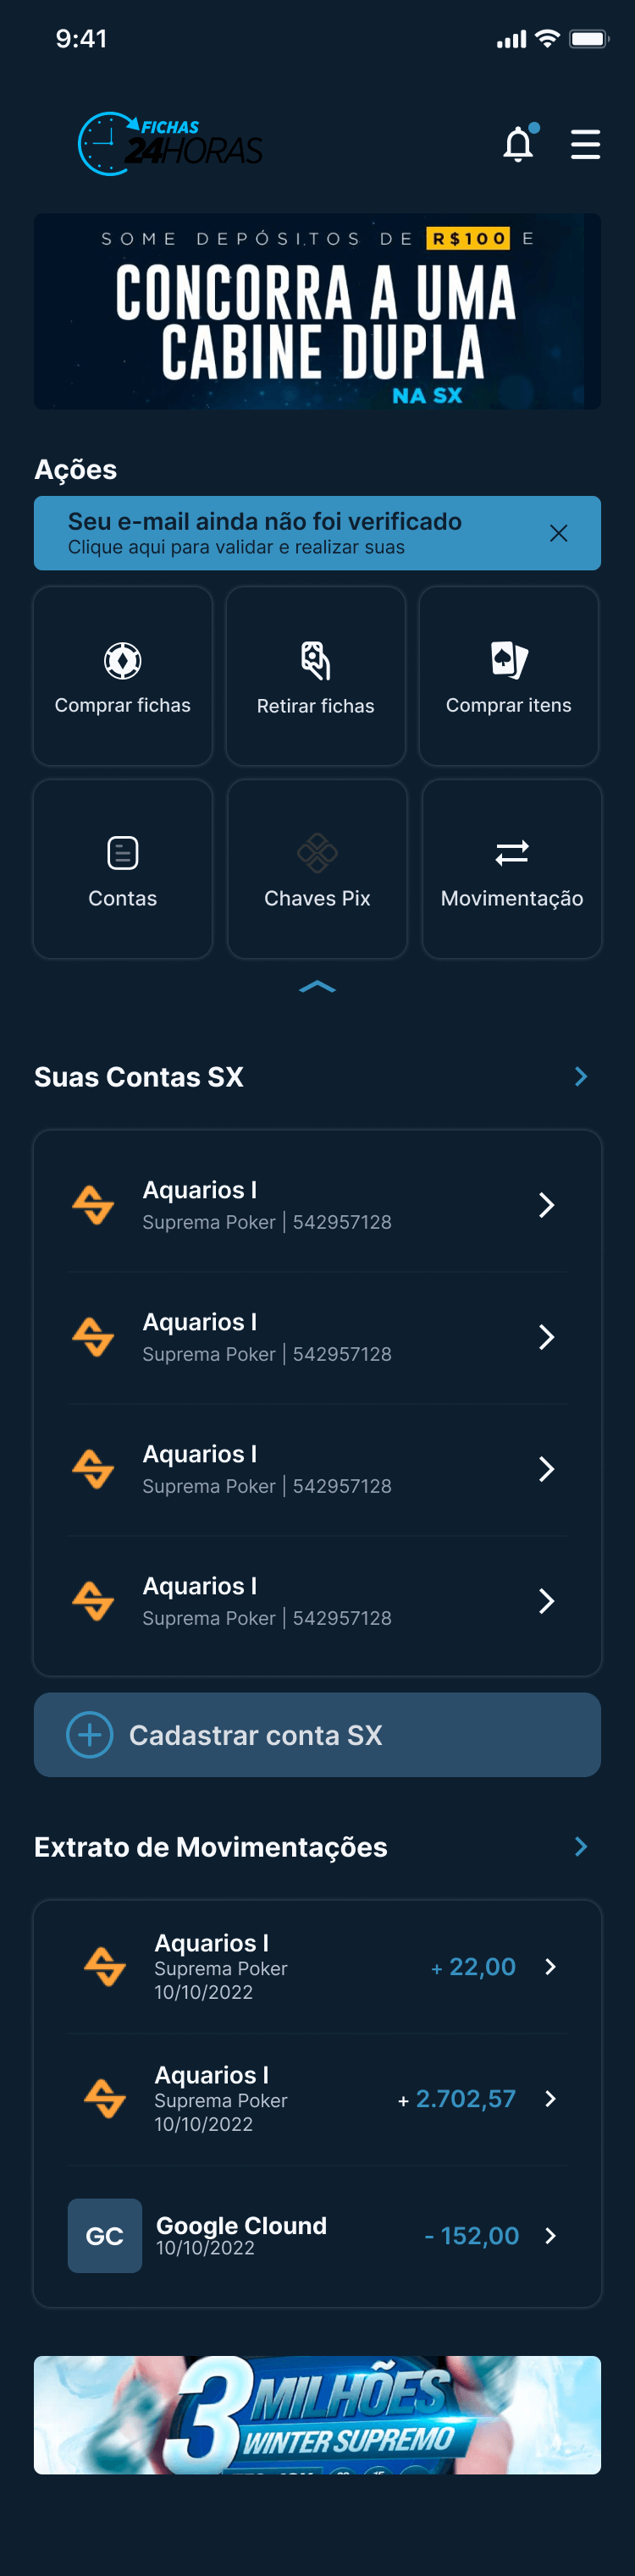 9:41
FICHAS
24HORAS
SOME DEPÓSITOS DE R$100 E
CONCORRA A UMA
CABINE DUPLA
NA SX
Ações
Seu e-mail ainda não foi verificado
Clique aqui para validar e realizar suas
Comprar fichas
Retirar fichas
Comprar itens
Contas
Chaves Pix
Movimentação
Suas Contas SX
Aquarios I
Suprema Poker | 542957128
Aquarios I
Suprema Poker | 542957128
Aquarios I
Suprema Poker | 542957128
Aquarios I
Suprema Poker | 542957128
Cadastrar conta SX
Extrato de Movimentações
Aquarios I
Suprema Poker
10/10/2022
+ 22,00
Aquarios I
Suprema Poker
10/10/2022
+ 2.702,57
GC
Google Clound
10/10/2022
- 152,00
3 MILHÕES
WINTER SUPREMO